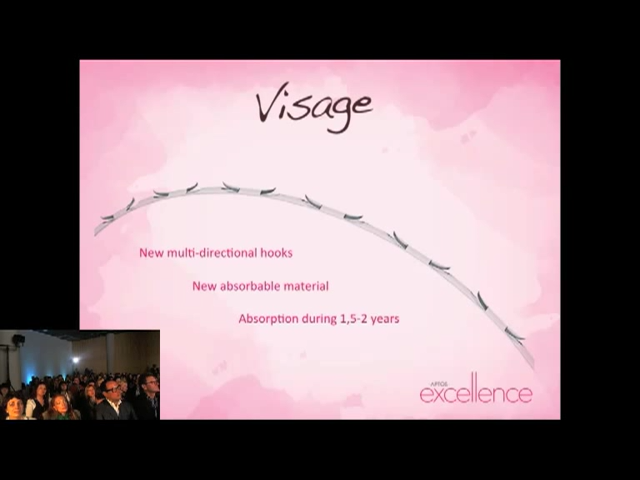 Visage
New multi-directional hooks
New absorbable material
Absorption during 1,5-2 years
APTOS
excellence